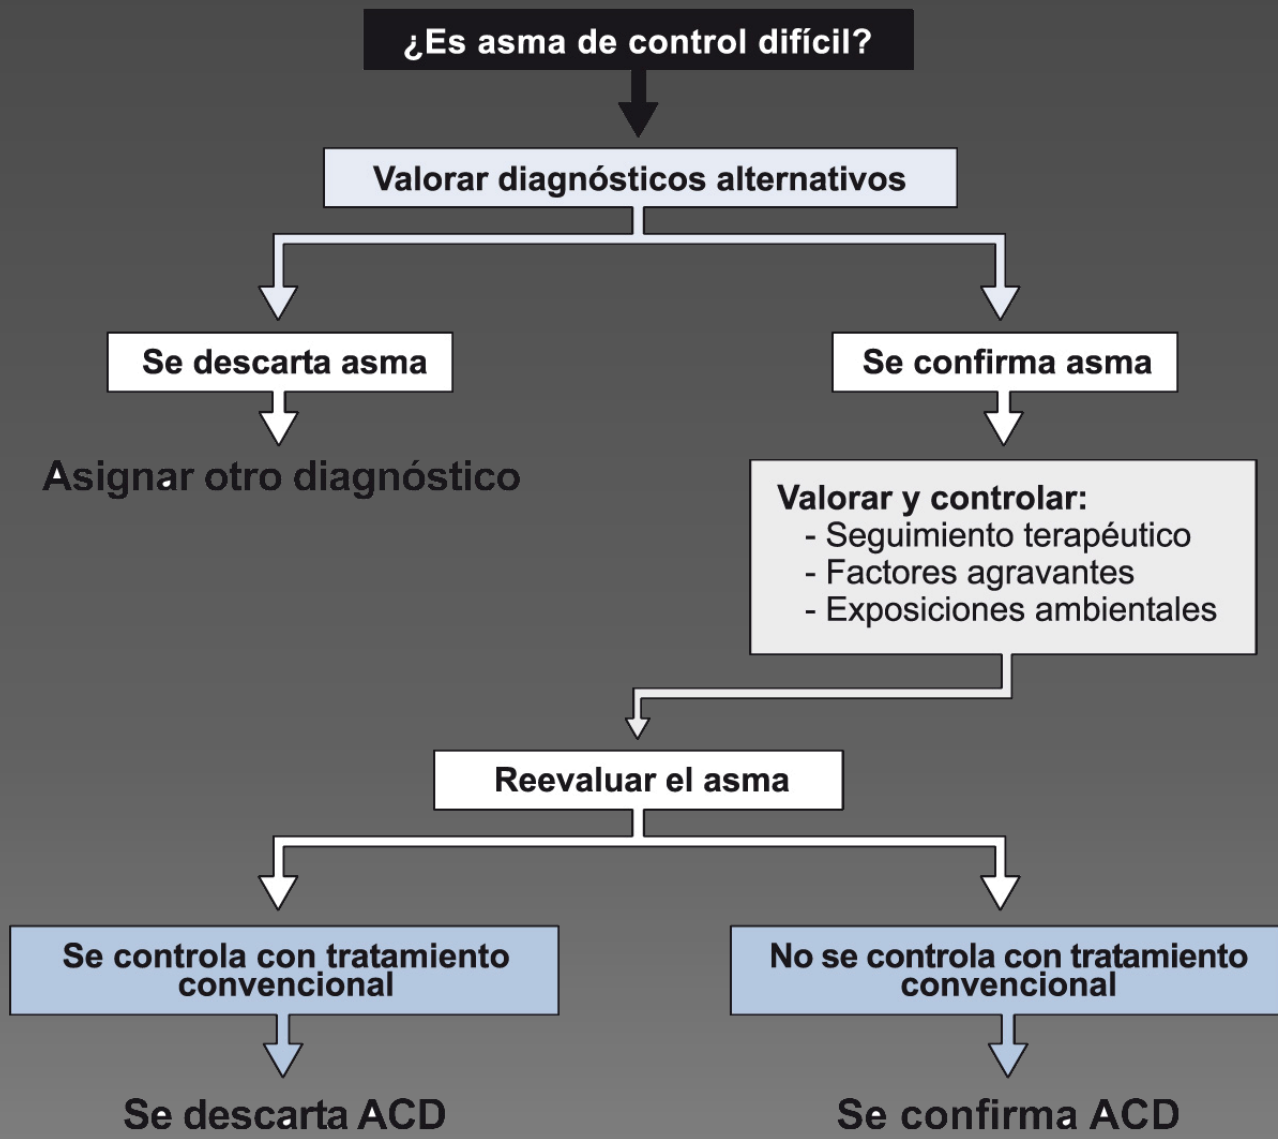 ¿Es asma de control difícil?
Valorar diagnósticos alternativos
Se descarta asma
Se confirma asma
Asignar otro diagnóstico
Valorar y controlar:
- Seguimiento terapéutico
- Factores agravantes
- Exposiciones ambientales
Reevaluar el asma
Se controla con tratamiento
convencional
No se controla con tratamiento
convencional
Se descarta ACD
Se confirma ACD